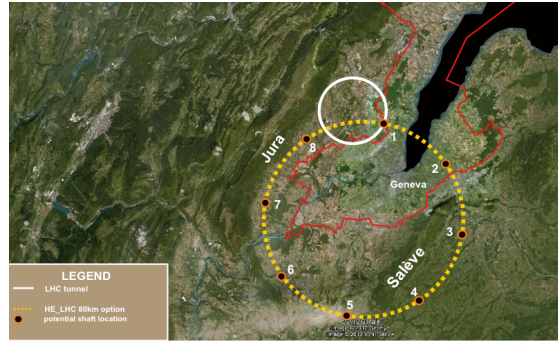 Jura
1
8
2
Geneva
7
3
Salève
6
4
5
LEGEND
LHC tunnel
HE_LHC 80km option
potential shaft location